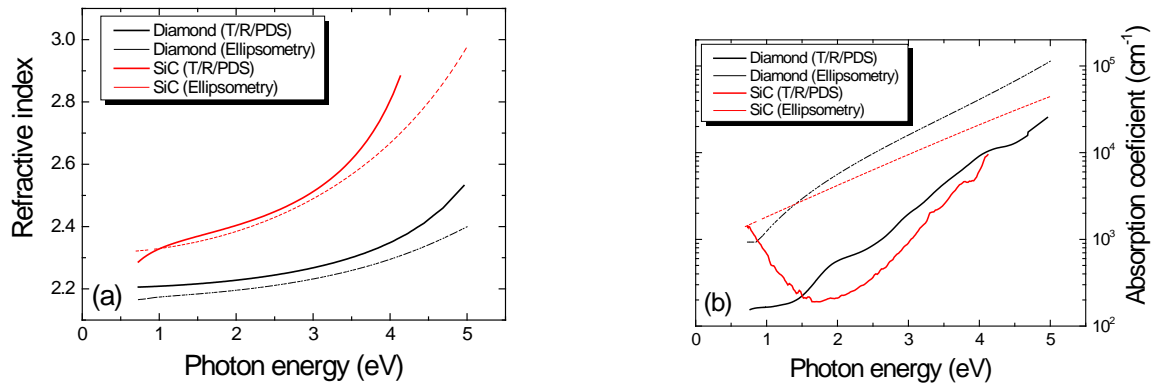 Diamond (T/R/PDS)
Diamond (Ellipsometry)
SiC (T/R/PDS)
SiC (Ellipsometry)
3.0
2.8
2.6
2.4
2.2
Refractive index
(a)
0 1 2 3 4 5
Photon energy (eV)
Diamond (T/R/PDS)
Diamond (Ellipsometry)
SiC (T/R/PDS)
SiC (Ellipsometry)
10^5
10^4
10^3
10^2
Absorption coeficient (cm^-1)
(b)
0 1 2 3 4 5
Photon energy (eV)